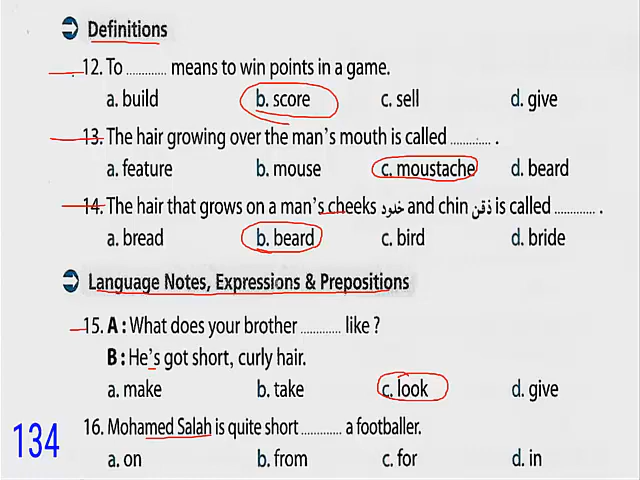 Definitions
12. To ............ means to win points in a game.
a. build b. score c. sell d. give
13. The hair growing over the man's mouth is called ............ .
a. feature b. mouse c. moustache d. beard
14. The hair that grows on a man's cheeks خدود and chin ذقن is called ............ .
a. bread b. beard c. bird d. bride
Language Notes, Expressions & Prepositions
15. A : What does your brother ............ like ?
B : He's got short, curly hair.
a. make b. take c. look d. give
16. Mohamed Salah is quite short ............ a footballer.
a. on b. from c. for d. in
134